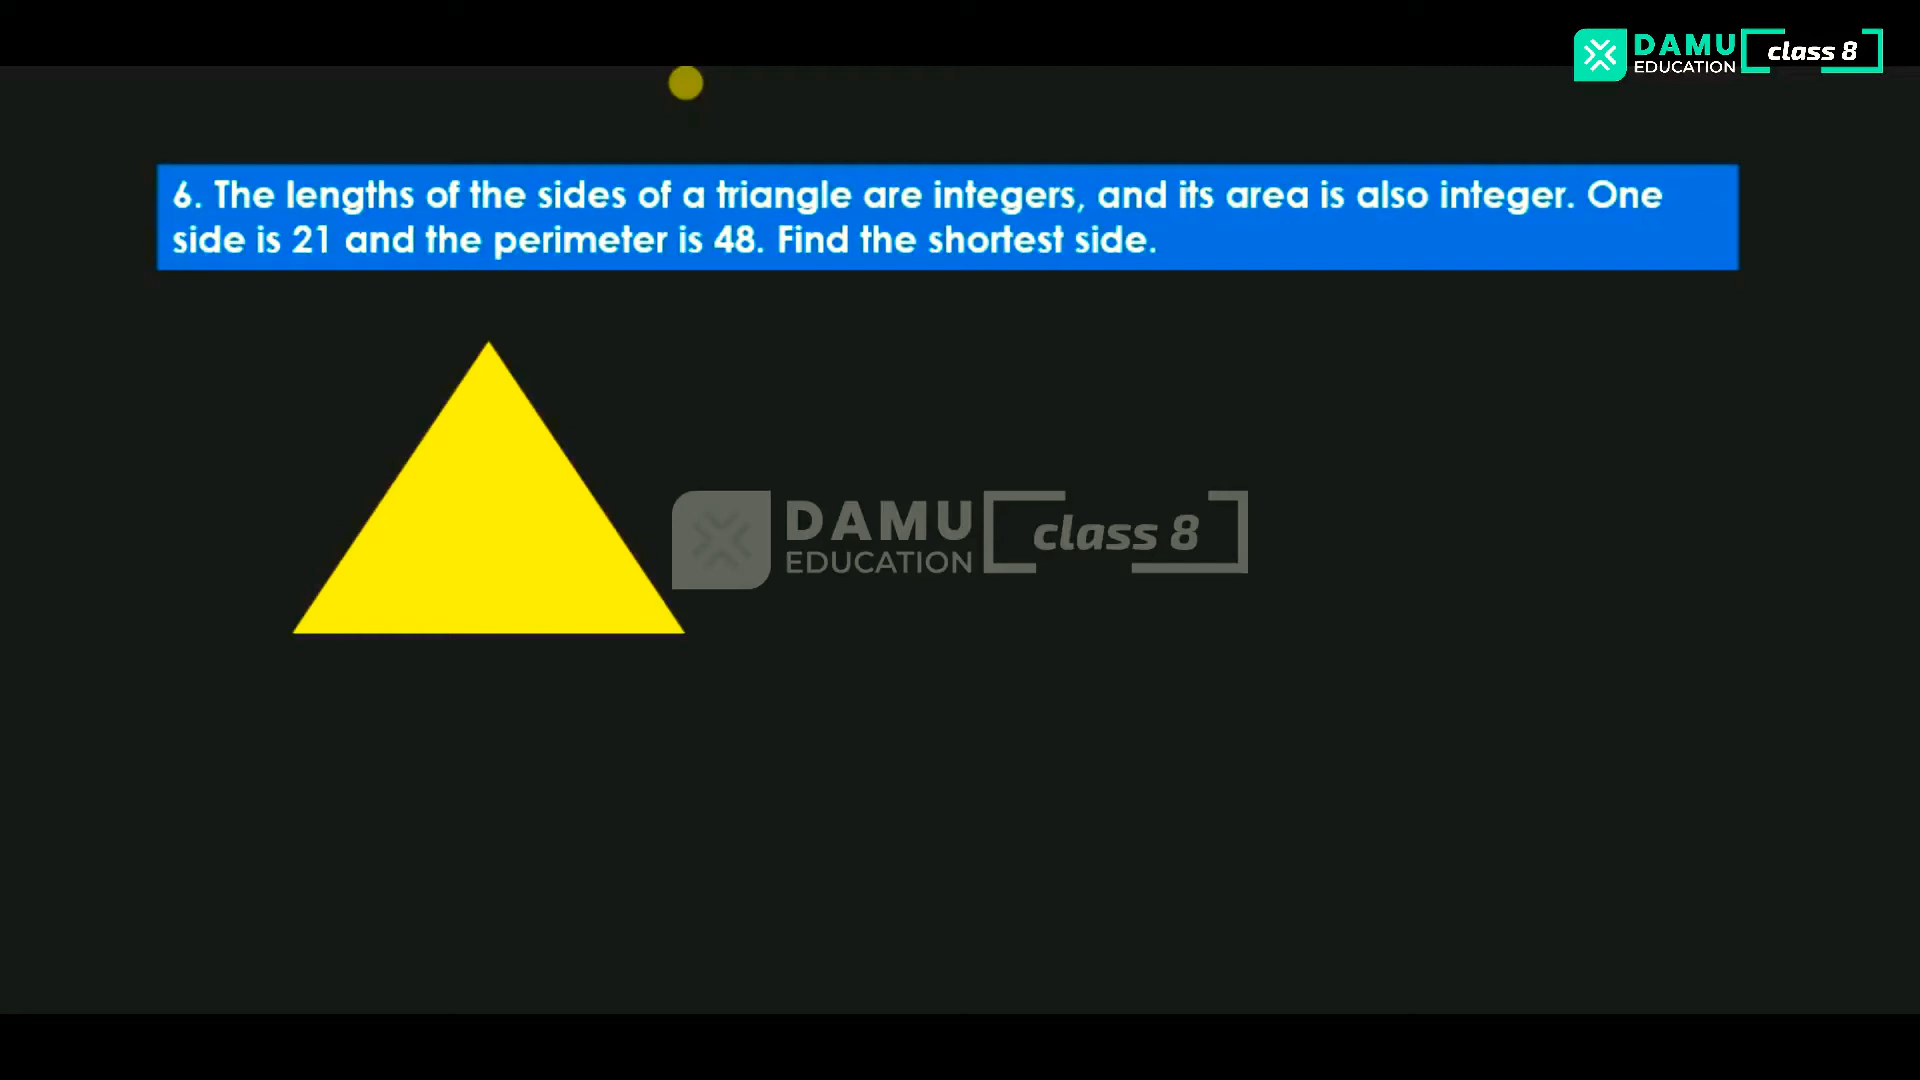 DAMU
EDUCATION
class 8
6. The lengths of the sides of a triangle are integers, and its area is also integer. One
side is 21 and the perimeter is 48. Find the shortest side.
DAMU
EDUCATION
class 8